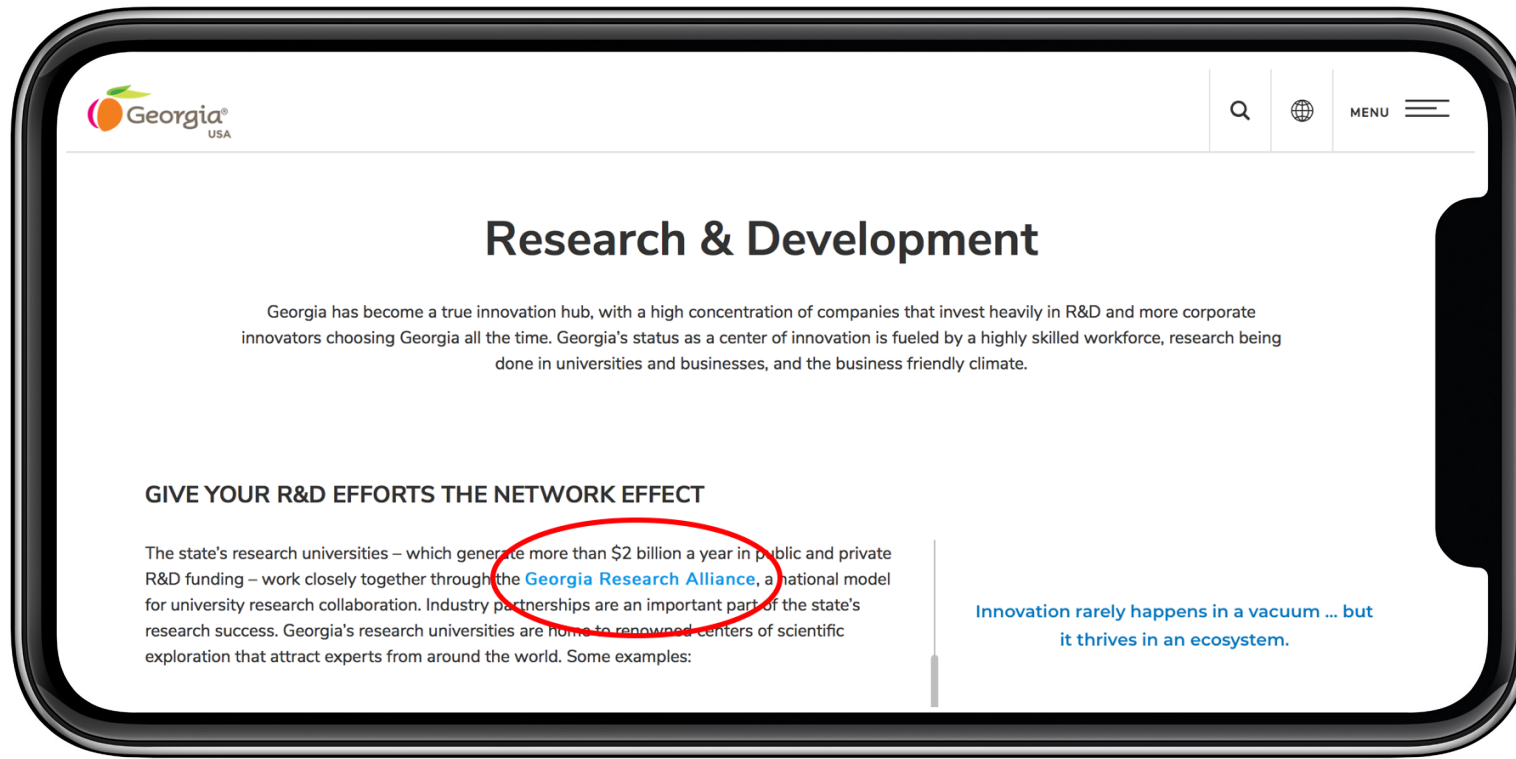 Georgia®
USA
MENU
Research & Development
Georgia has become a true innovation hub, with a high concentration of companies that invest heavily in R&D and more corporate
innovators choosing Georgia all the time. Georgia’s status as a center of innovation is fueled by a highly skilled workforce, research being
done in universities and businesses, and the business friendly climate.
GIVE YOUR R&D EFFORTS THE NETWORK EFFECT
The state’s research universities – which generate more than $2 billion a year in public and private
R&D funding – work closely together through the Georgia Research Alliance, a national model
for university research collaboration. Industry partnerships are an important part of the state’s
research success. Georgia’s research universities are home to renowned centers of scientific
exploration that attract experts from around the world. Some examples:
Innovation rarely happens in a vacuum ... but
it thrives in an ecosystem.